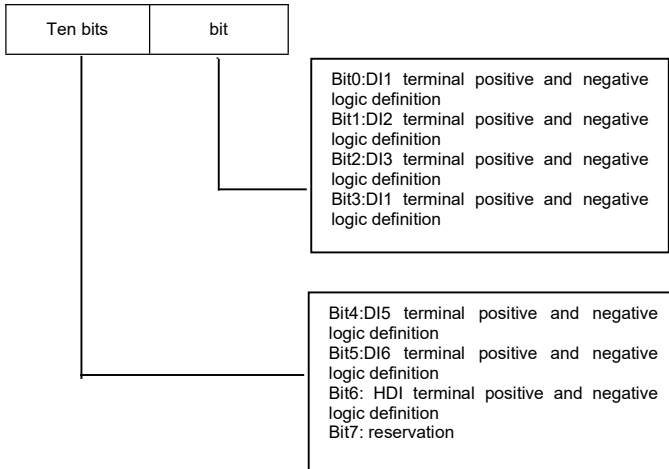 Ten bits bit
Bit0:DI1 terminal positive and negative
logic definition
Bit1:DI2 terminal positive and negative
logic definition
Bit2:DI3 terminal positive and negative
logic definition
Bit3:DI1 terminal positive and negative
logic definition
Bit4:DI5 terminal positive and negative
logic definition
Bit5:DI6 terminal positive and negative
logic definition
Bit6: HDI terminal positive and negative
logic definition
Bit7: reservation